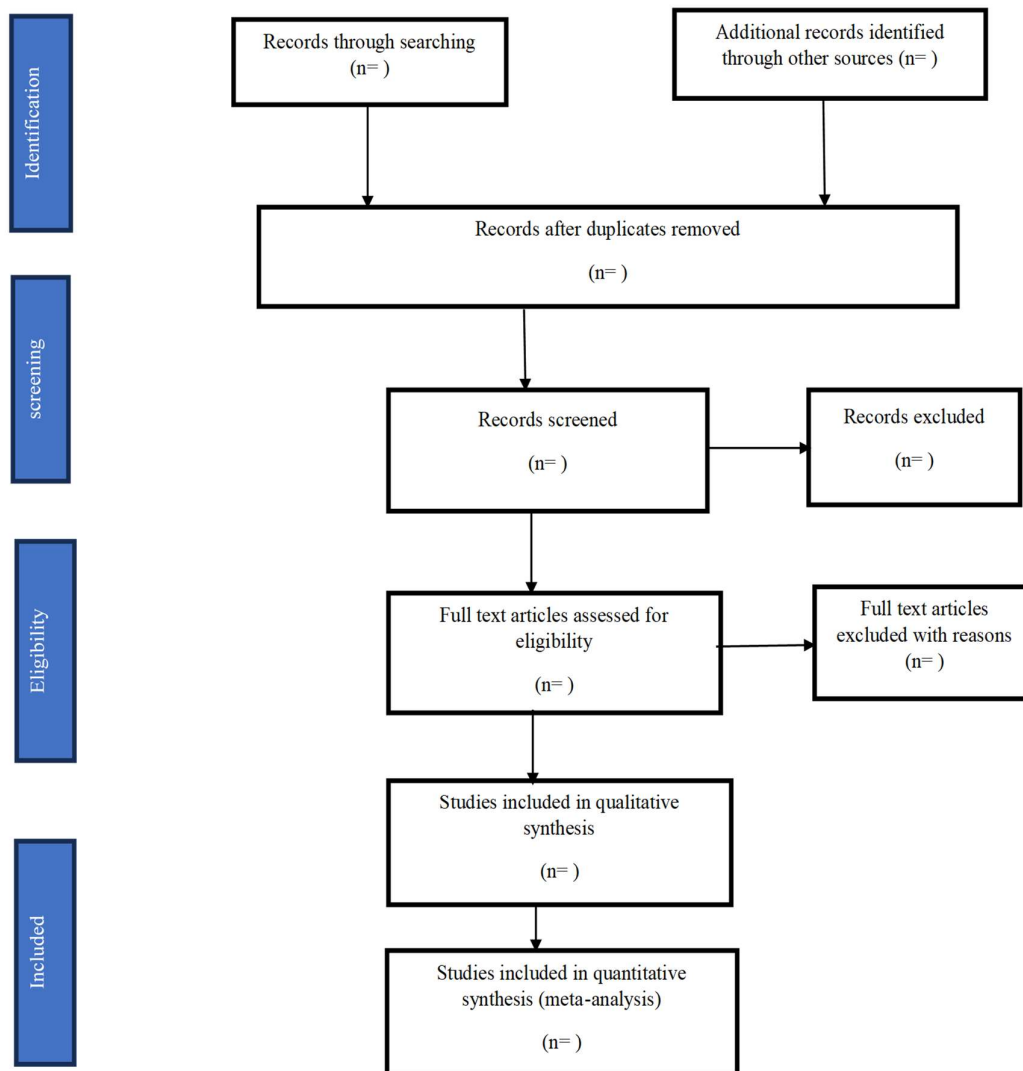 Identification
Records through searching
(n= )
Additional records identified
through other sources (n= )
Records after duplicates removed
(n= )
screening
Records screened
(n= )
Records excluded
(n= )
Eligibility
Full text articles assessed for
eligibility
(n= )
Full text articles
excluded with reasons
(n= )
Studies included in qualitative
synthesis
(n= )
Included
Studies included in quantitative
synthesis (meta-analysis)
(n= )